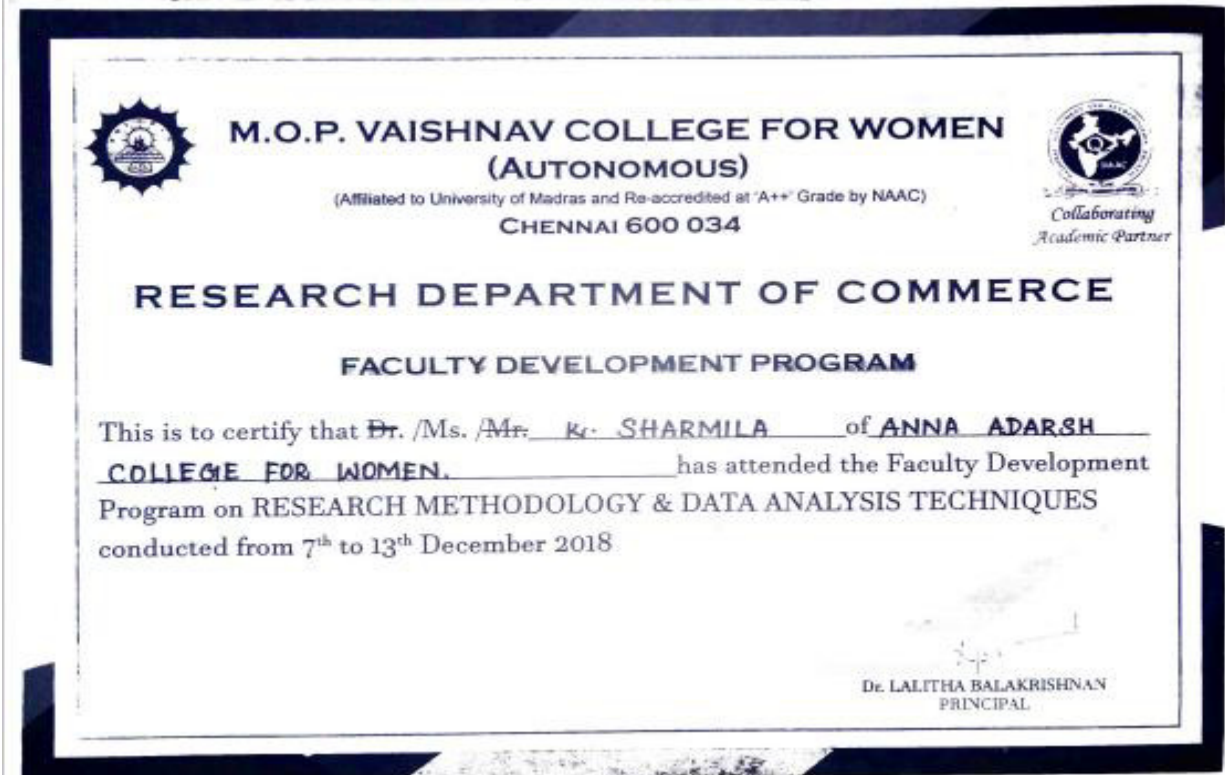 M.O.P. VAISHNAV COLLEGE FOR WOMEN
(AUTONOMOUS)
(Affiliated to University of Madras and Re-accredited at 'A++' Grade by NAAC)
CHENNAI 600 034
NAAC
Collaborating
Academic Partner
RESEARCH DEPARTMENT OF COMMERCE
FACULTY DEVELOPMENT PROGRAM
This is to certify that Dr. /Ms. /Mr. K. SHARMILA of ANNA ADARSH
COLLEGE FOR WOMEN. has attended the Faculty Development
Program on RESEARCH METHODOLOGY & DATA ANALYSIS TECHNIQUES
conducted from 7th to 13th December 2018
Dr. LALITHA BALAKRISHNAN
PRINCIPAL